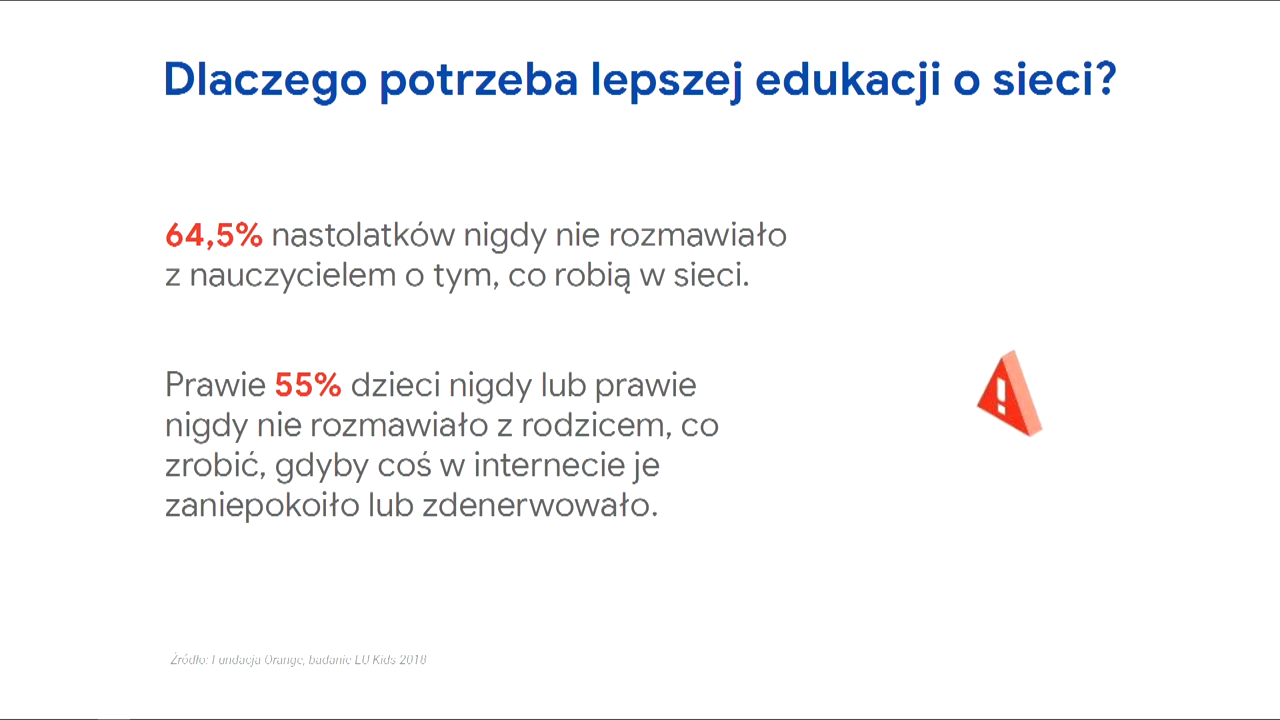 Dlaczego potrzeba lepszej edukacji o sieci?
64,5% nastolatków nigdy nie rozmawiało
z nauczycielem o tym, co robią w sieci.
Prawie 55% dzieci nigdy lub prawie
nigdy nie rozmawiało z rodzicem, co
zrobić, gdyby coś w internecie je
zaniepokoiło lub zdenerwowało.
Źródło: Fundacja Orange, badanie EU Kids 2018